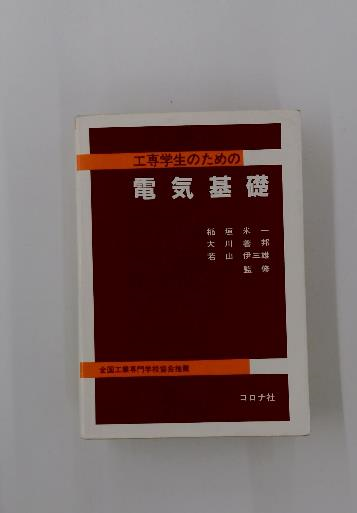 工専学生のための
電気基礎
稲垣米一
大川善邦
若山伊三雄
監修
全国工業専門学校協会推薦
コロナ社